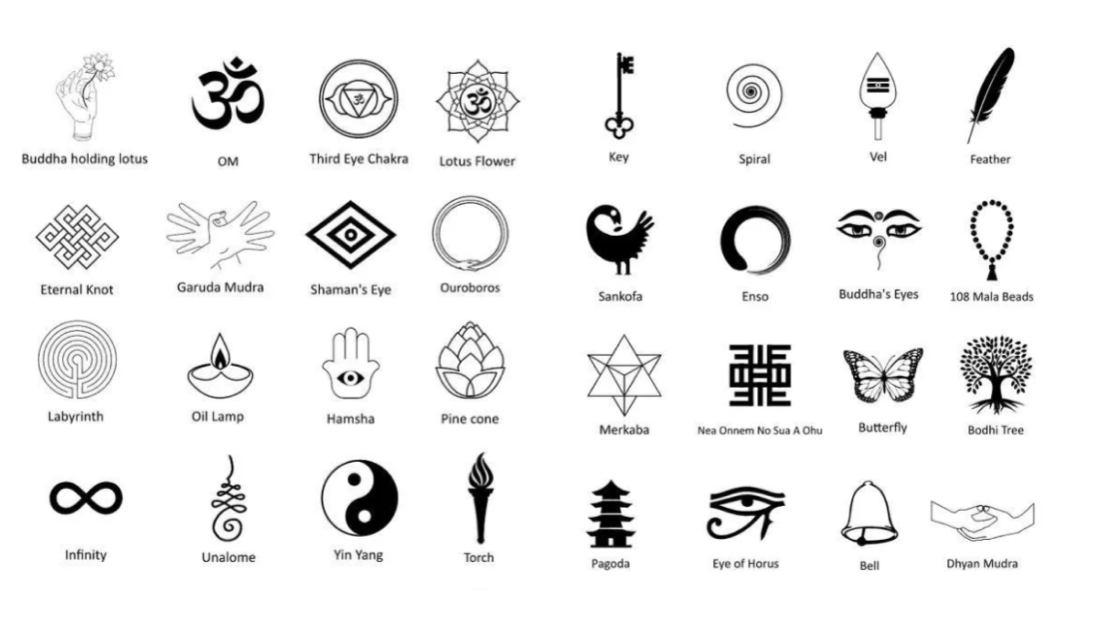 Buddha holding lotus
OM
Third Eye Chakra
Lotus Flower
Key
Spiral
Vel
Feather
Eternal Knot
Garuda Mudra
Shaman's Eye
Ouroboros
Sankofa
Enso
Buddha's Eyes
108 Mala Beads
Labyrinth
Oil Lamp
Hamsha
Pine cone
Merkaba
Nea Onnem No Sua A Ohu
Butterfly
Bodhi Tree
Infinity
Unalome
Yin Yang
Torch
Pagoda
Eye of Horus
Bell
Dhyan Mudra